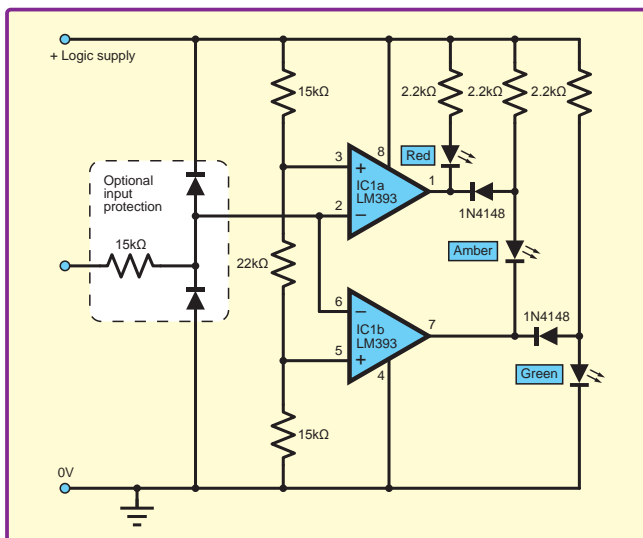 + Logic supply
15kΩ
2.2kΩ
2.2kΩ
2.2kΩ
8
Red
3
+
IC1a
LM393
1
2
–
1N4148
Optional
input
protection
15kΩ
22kΩ
Amber
6
–
IC1b
LM393
7
1N4148
5
+
4
Green
15kΩ
0V